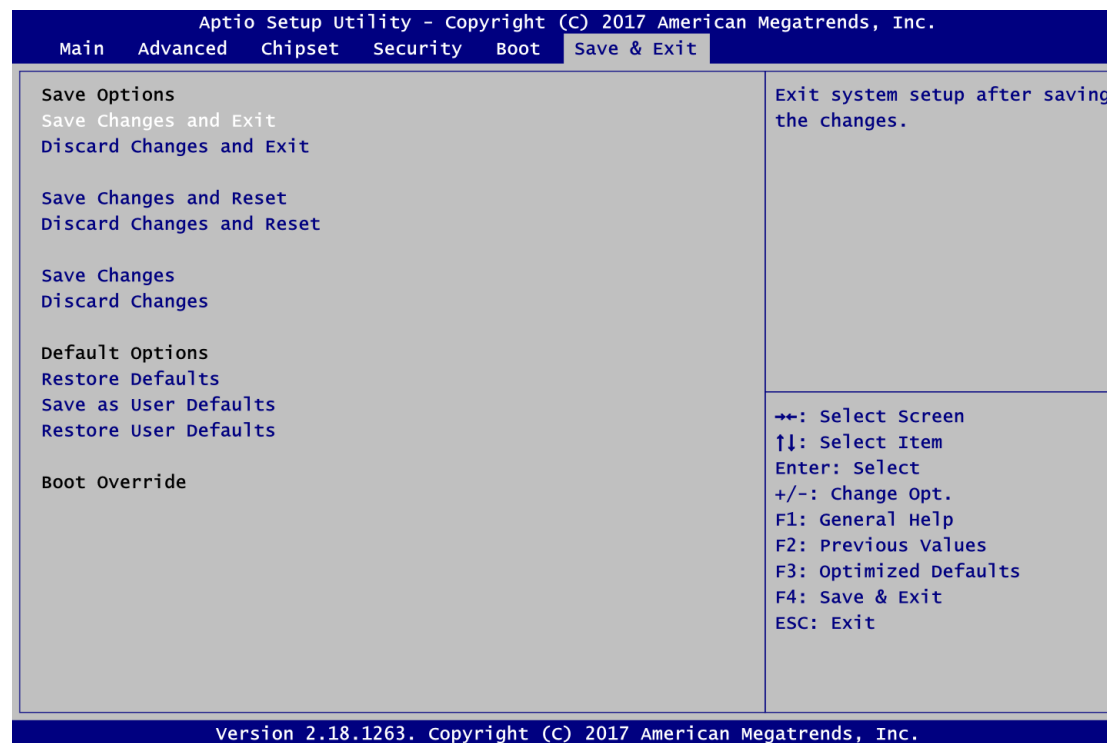 Aptio Setup Utility - Copyright (C) 2017 American Megatrends, Inc.
Main Advanced Chipset Security Boot Save & Exit
Save Options
Save Changes and Exit
Discard Changes and Exit
Save Changes and Reset
Discard Changes and Reset
Save Changes
Discard Changes
Default Options
Restore Defaults
Save as User Defaults
Restore User Defaults
Boot Override
Exit system setup after saving
the changes.
→←: Select Screen
↑↓: Select Item
Enter: Select
+/-: Change Opt.
F1: General Help
F2: Previous Values
F3: Optimized Defaults
F4: Save & Exit
ESC: Exit
Version 2.18.1263. Copyright (C) 2017 American Megatrends, Inc.